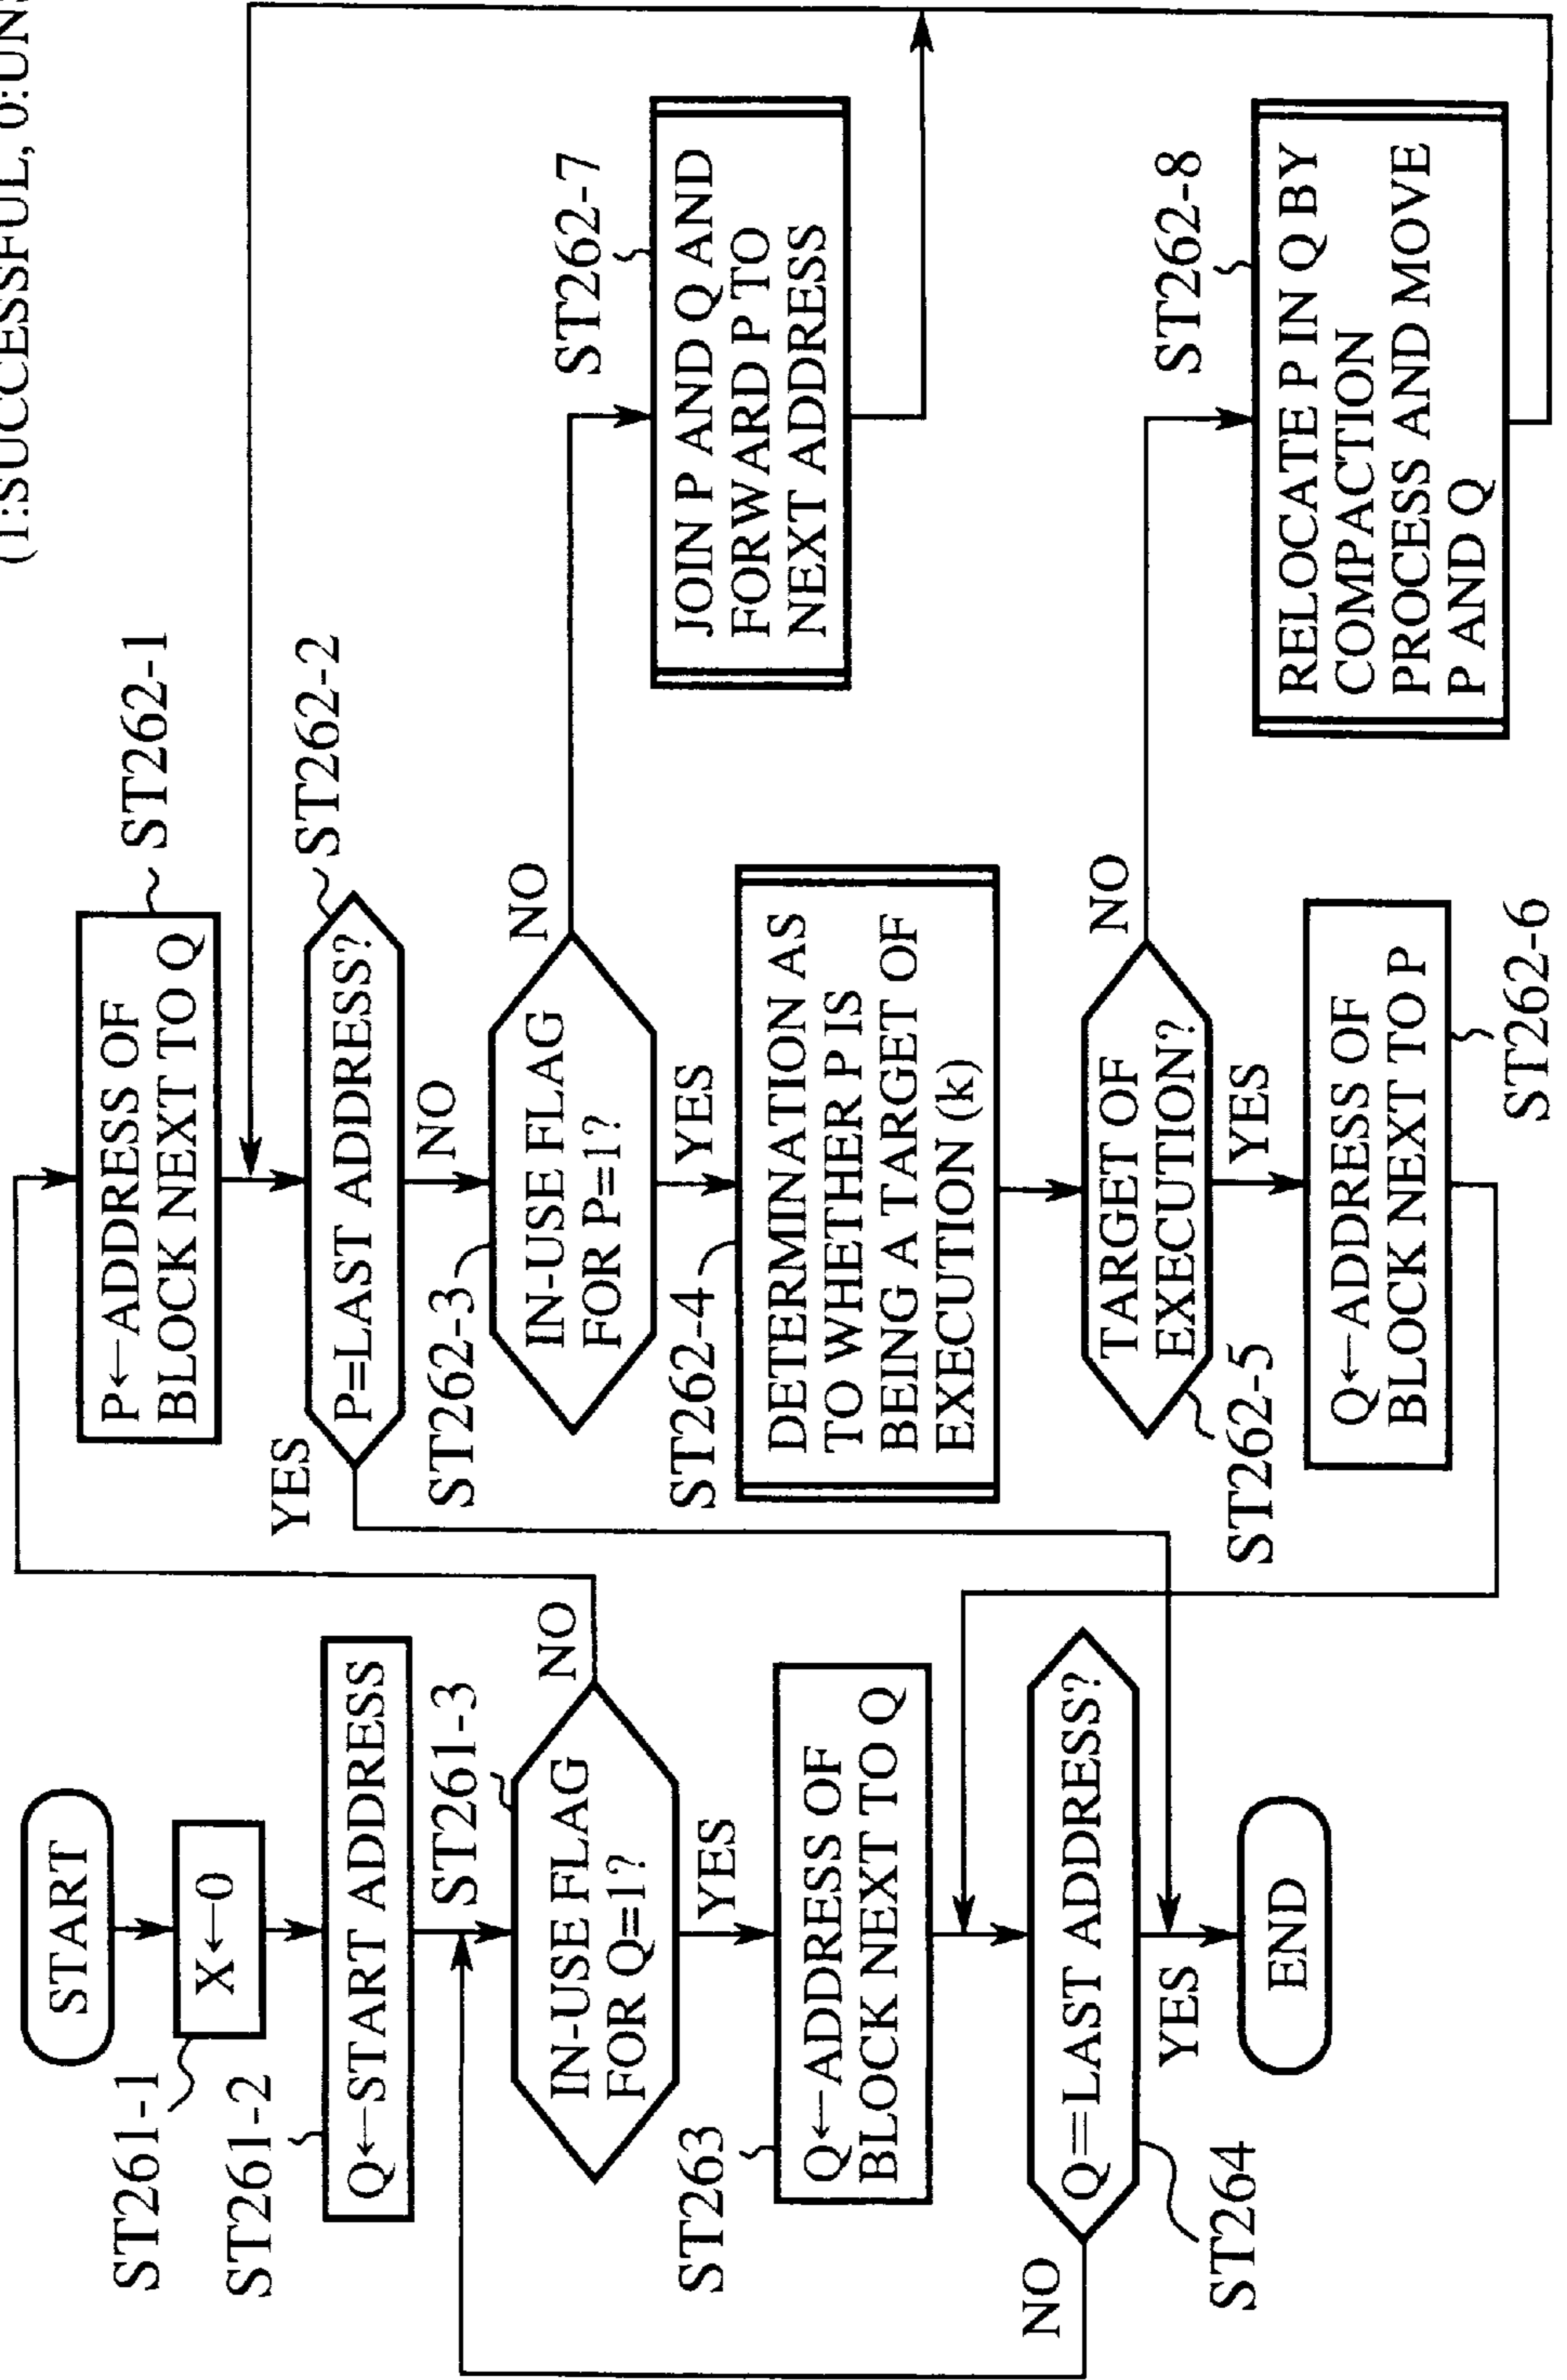 (1:SUCCESSFUL, 0:UN
START
ST261-1
X←0
ST261-2
Q←START ADDRESS
ST261-3
IN-USE FLAG
FOR Q=1?
NO
YES
ST263
Q←ADDRESS OF
BLOCK NEXT TO Q
Q=LAST ADDRESS?
NO
ST264
YES
END
P←ADDRESS OF
BLOCK NEXT TO Q
ST262-1
YES
P=LAST ADDRESS?
ST262-2
NO
ST262-3
IN-USE FLAG
FOR P=1?
NO
YES
ST262-4
DETERMINATION AS
TO WHETHER P IS
BEING A TARGET OF
EXECUTION (k)
TARGET OF
EXECUTION?
NO
ST262-5
YES
Q←ADDRESS OF
BLOCK NEXT TO P
ST262-6
ST262-7
JOIN P AND Q AND
FORWARD P TO
NEXT ADDRESS
ST262-8
RELOCATE P IN Q BY
COMPACTION
PROCESS AND MOVE
P AND Q